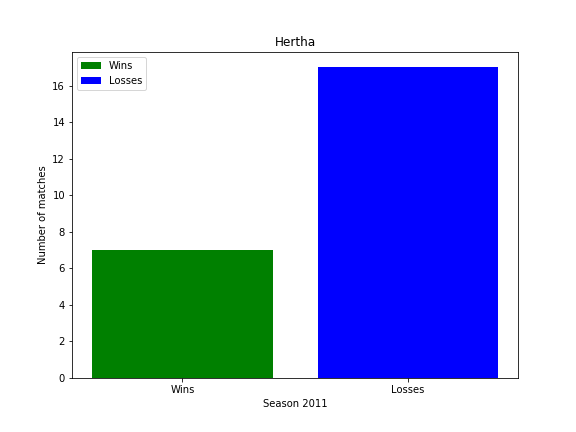 Hertha
Wins
Losses
Number of matches
16
14
12
10
8
6
4
2
0
Wins Losses
Season 2011